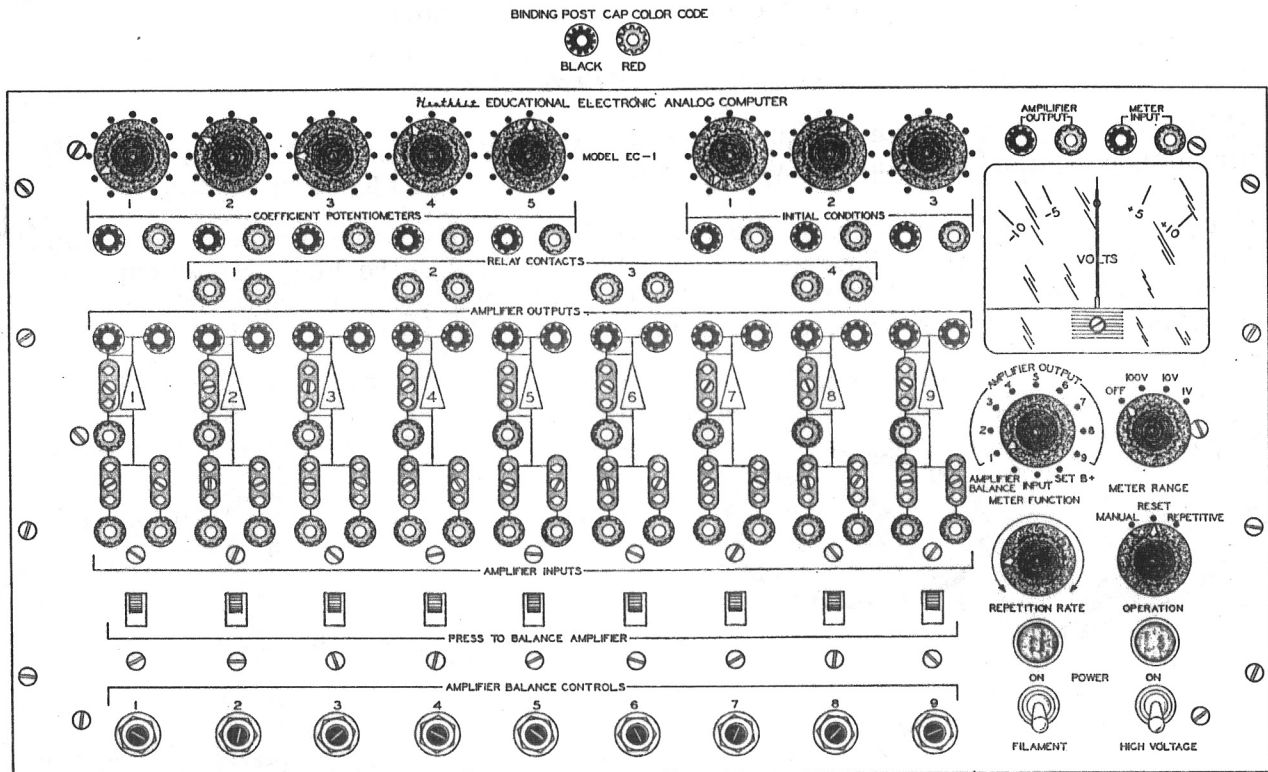 BINDING POST CAP COLOR CODE
BLACK RED
Heathkit EDUCATIONAL ELECTRONIC ANALOG COMPUTER
MODEL EC-1
1 2 3 4 5
COEFFICIENT POTENTIOMETERS
1 2 3
INITIAL CONDITIONS
RELAY CONTACTS
1 2 3 4
AMPLIFIER OUTPUTS
1 2 3 4 5 6 7 8 9
AMPLIFIER INPUTS
PRESS TO BALANCE AMPLIFIER
AMPLIFIER BALANCE CONTROLS
1 2 3 4 5 6 7 8 9
AMPLIFIER
OUTPUT
METER
INPUT
-10 -5 +5 +10
VOLTS
AMPLIFIER OUTPUT
1 2 3 4 5 6 7 8 9
AMPLIFIER
BALANCE
INPUT
SET B+
METER FUNCTION
OFF 100V 10V 1V
METER RANGE
REPETITION RATE
MANUAL RESET REPETITIVE
OPERATION
ON POWER ON
FILAMENT
HIGH VOLTAGE